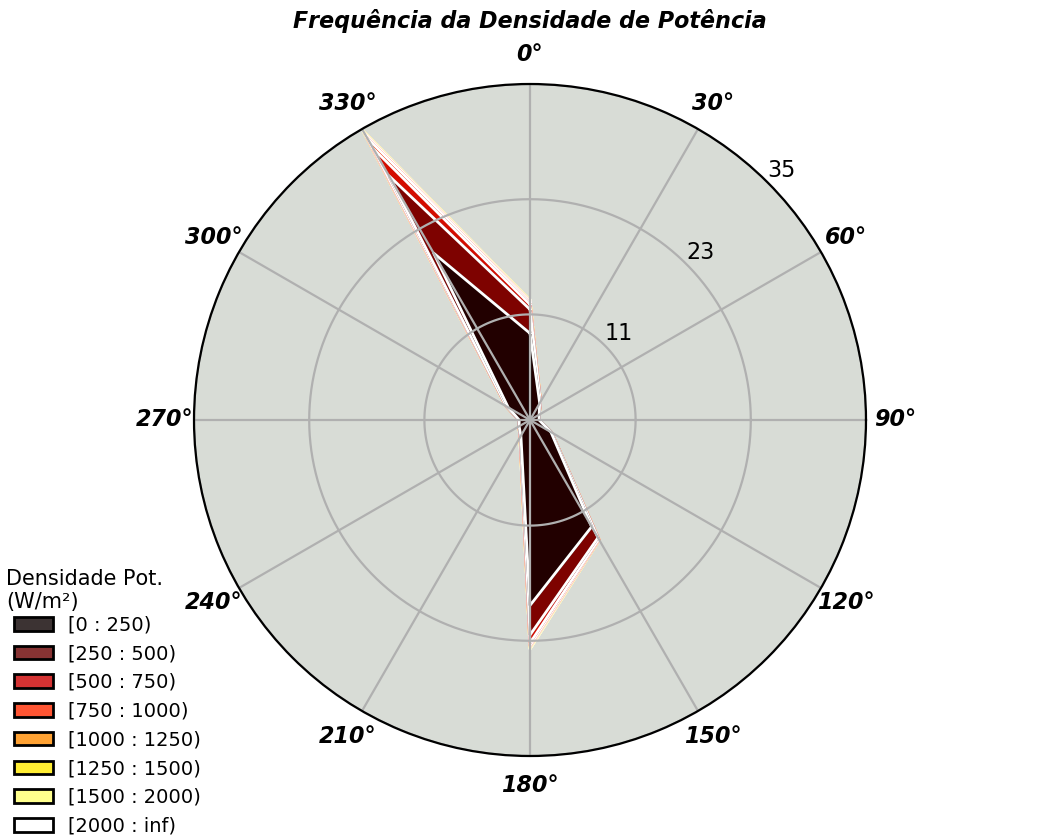 Frequência da Densidade de Potência
0°
330°
30°
35
300°
60°
23
11
270°
90°
240°
120°
210°
150°
180°
Densidade Pot.
(W/m²)
[0 : 250)
[250 : 500)
[500 : 750)
[750 : 1000)
[1000 : 1250)
[1250 : 1500)
[1500 : 2000)
[2000 : inf)